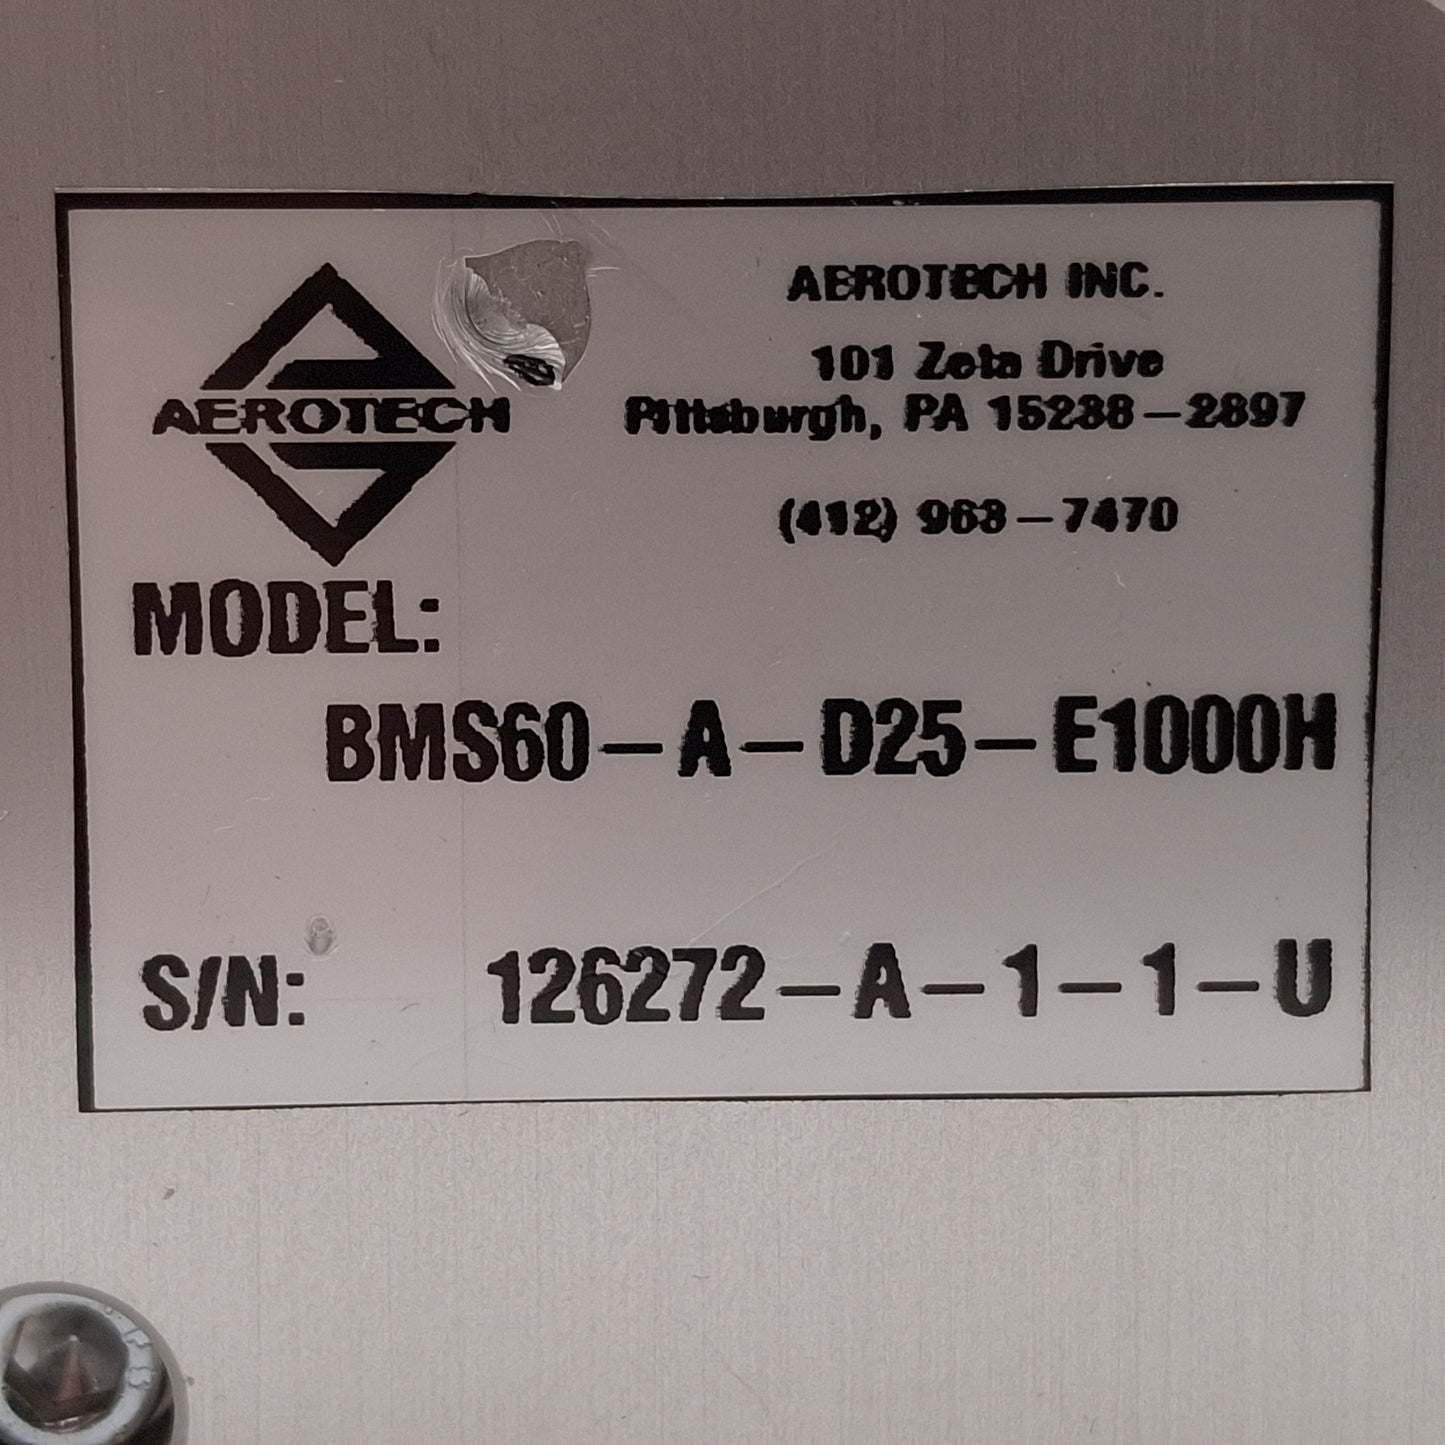 AEROTECH
AEROTECH INC.
101 Zeta Drive
Pittsburgh, PA 15238-2897
(412) 963-7470
MODEL:
BMS60-A-D25-E1000H
S/N: 126272-A-1-1-U